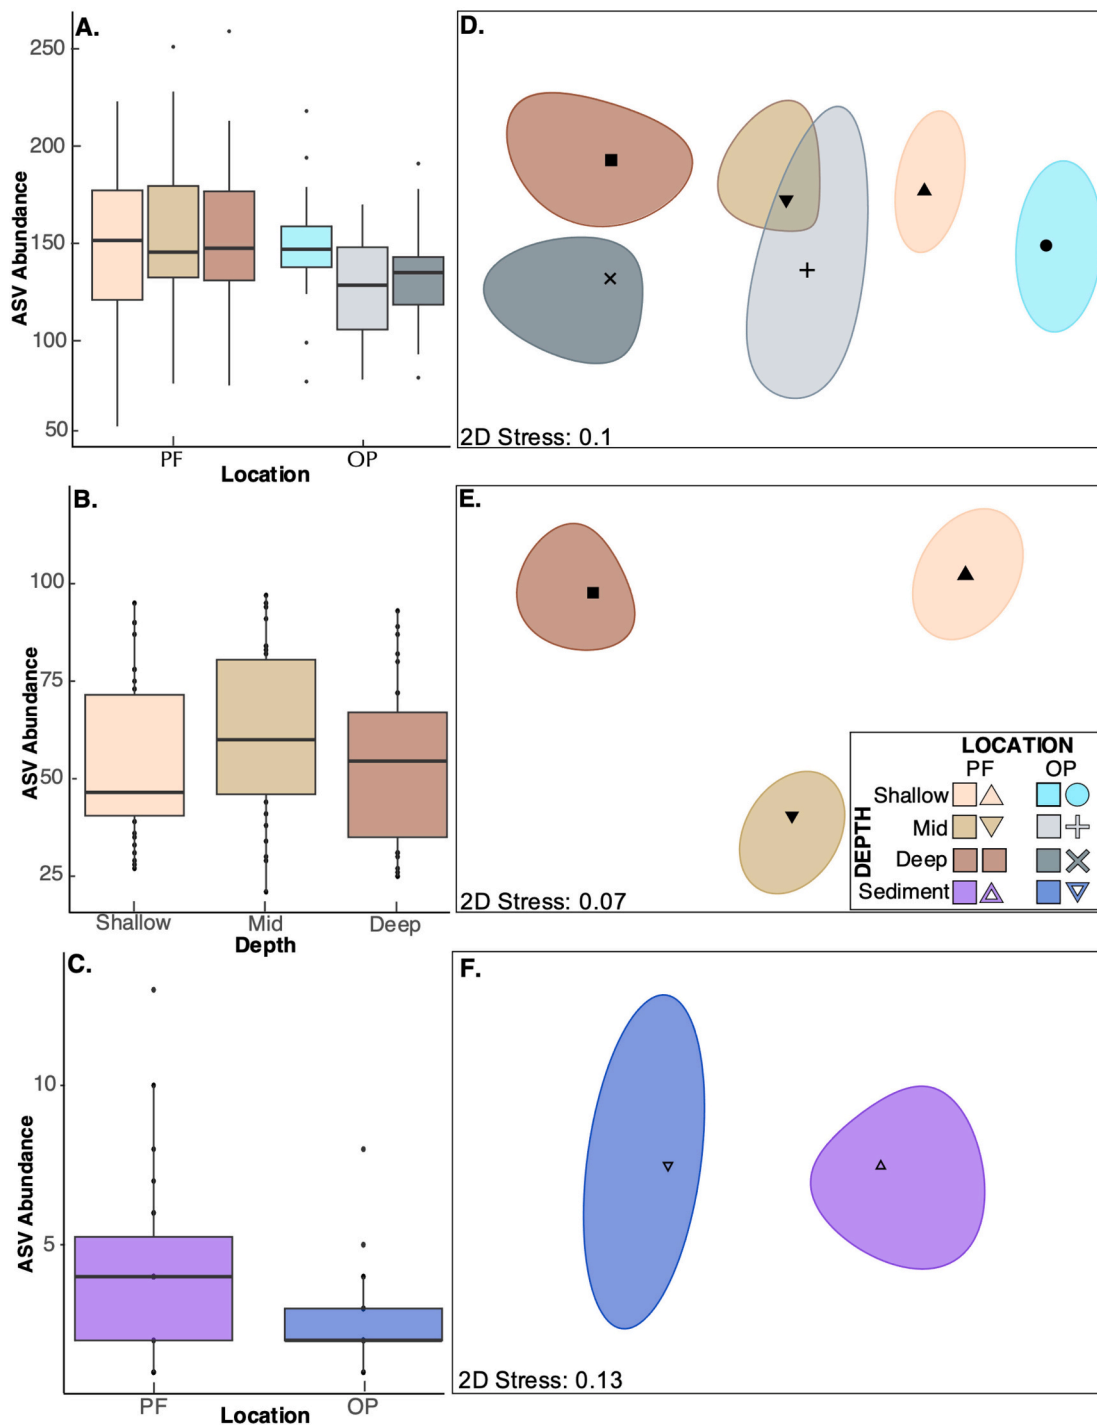 A.
250
200
150
100
50
ASV Abundance
PF OP
Location
D.
2D Stress: 0.1
B.
100
75
50
25
ASV Abundance
Shallow Mid Deep
Depth
E.
2D Stress: 0.07
LOCATION
PF OP
DEPTH
Shallow
Mid
Deep
Sediment
C.
10
5
ASV Abundance
PF OP
Location
F.
2D Stress: 0.13